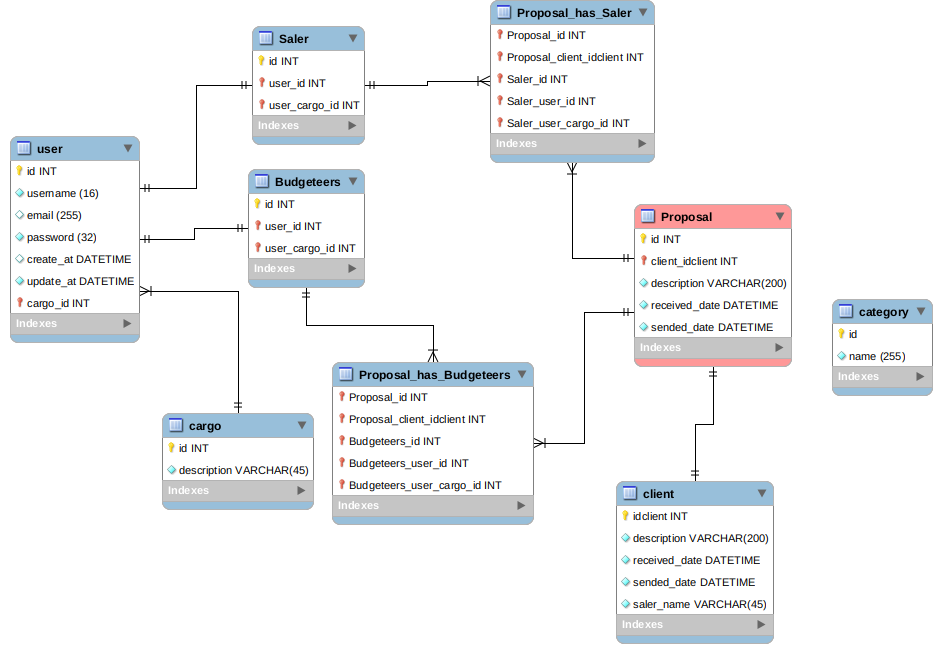 Proposal_has_Saler
Proposal_id INT
Proposal_client_idclient INT
Saler_id INT
Saler_user_id INT
Saler_user_cargo_id INT
Indexes
Saler
id INT
user_id INT
user_cargo_id INT
Indexes
user
id INT
username (16)
email (255)
password (32)
create_at DATETIME
update_at DATETIME
cargo_id INT
Indexes
Budgeteers
id INT
user_id INT
user_cargo_id INT
Indexes
Proposal
id INT
client_idclient INT
description VARCHAR(200)
received_date DATETIME
sended_date DATETIME
Indexes
category
id
name (255)
Indexes
Proposal_has_Budgeteers
Proposal_id INT
Proposal_client_idclient INT
Budgeteers_id INT
Budgeteers_user_id INT
Budgeteers_user_cargo_id INT
Indexes
cargo
id INT
description VARCHAR(45)
Indexes
client
idclient INT
description VARCHAR(200)
received_date DATETIME
sended_date DATETIME
saler_name VARCHAR(45)
Indexes